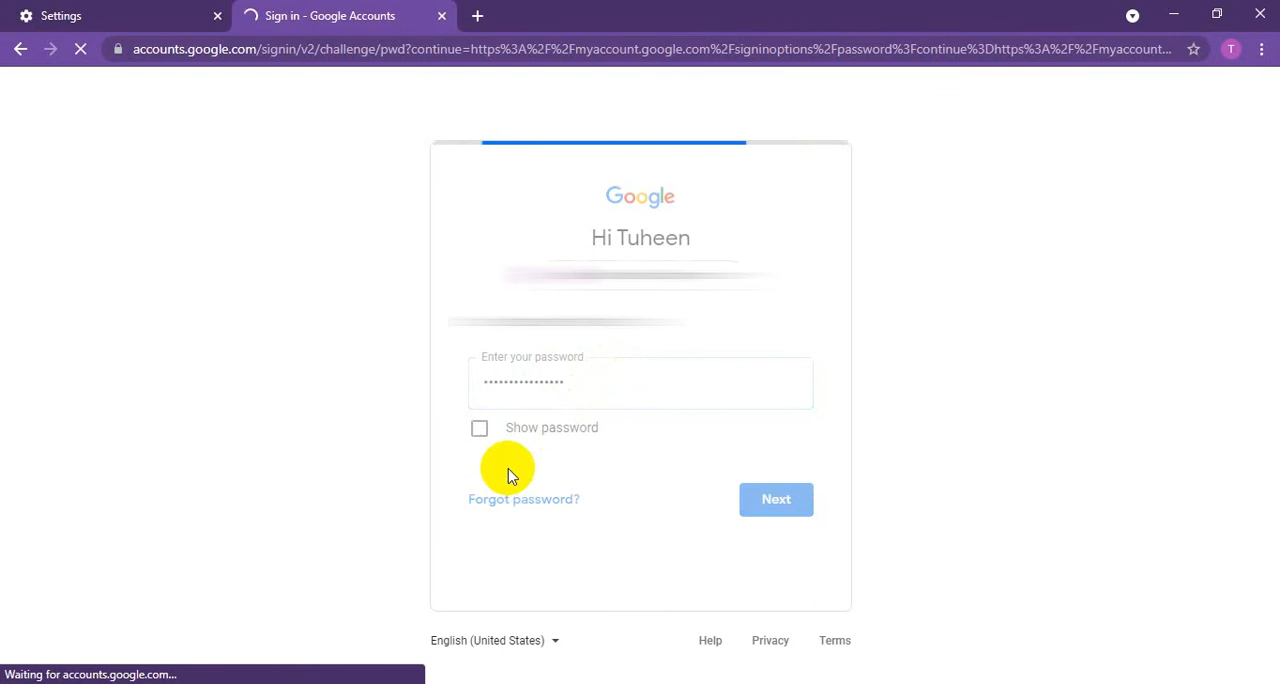 Settings
Sign in - Google Accounts
accounts.google.com/signin/v2/challenge/pwd?continue=https%3A%2F%2Fmyaccount.google.com%2Fsigninoptions%2Fpassword%3Fcontinue%3Dhttps%3A%2F%2Fmyaccount...
T
Google
Hi Tuheen
Enter your password
••••••••••••••••
Show password
Forgot password?
Next
English (United States)
Help
Privacy
Terms
Waiting for accounts.google.com...